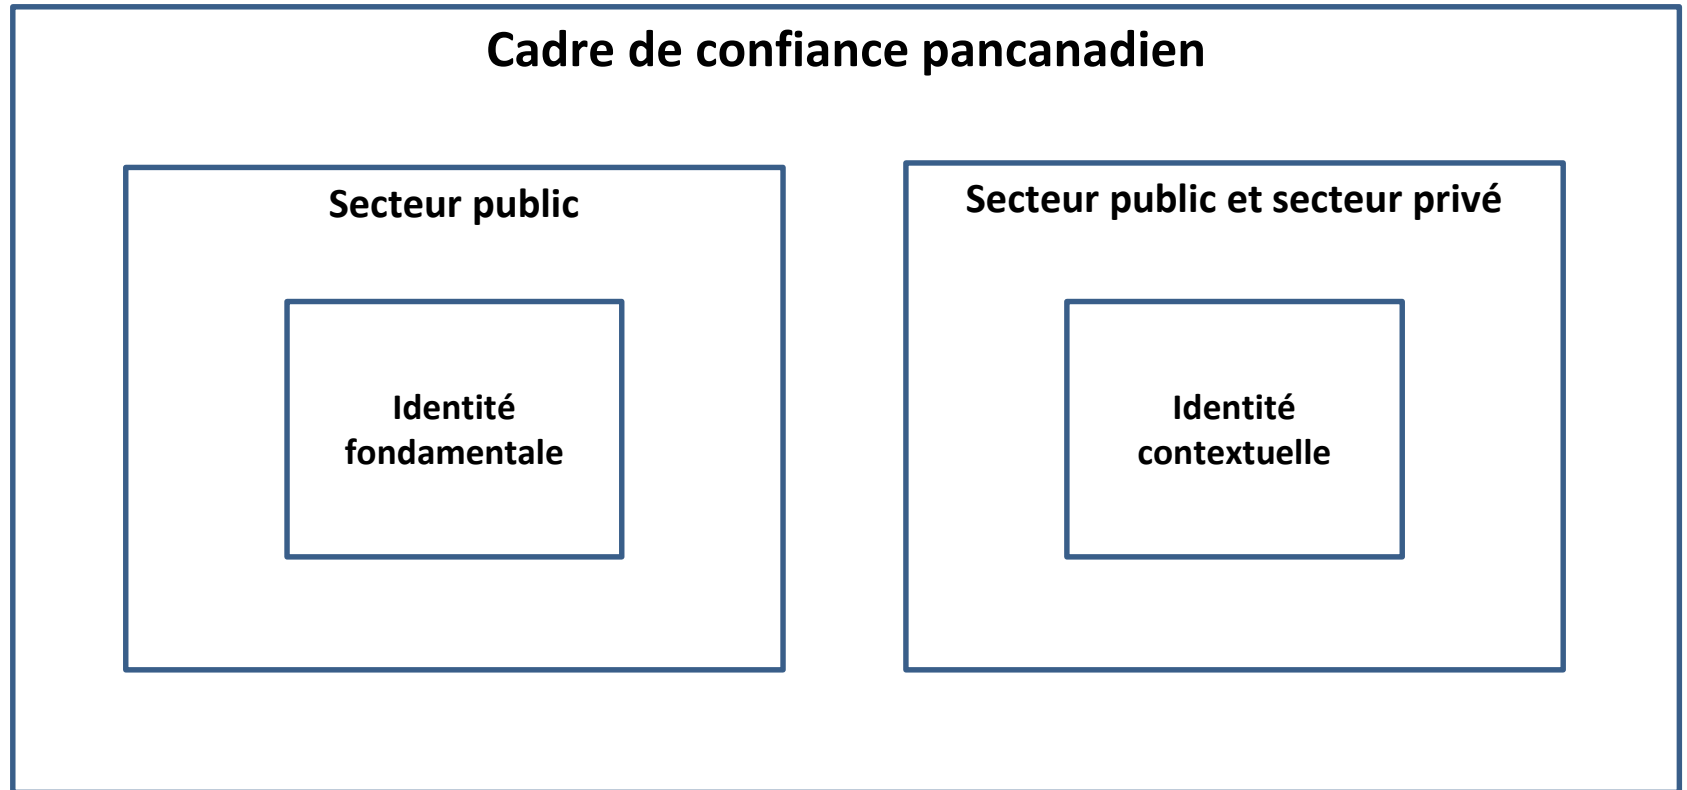 Cadre de confiance pancanadien
Secteur public
Secteur public et secteur privé
Identité
fondamentale
Identité
contextuelle